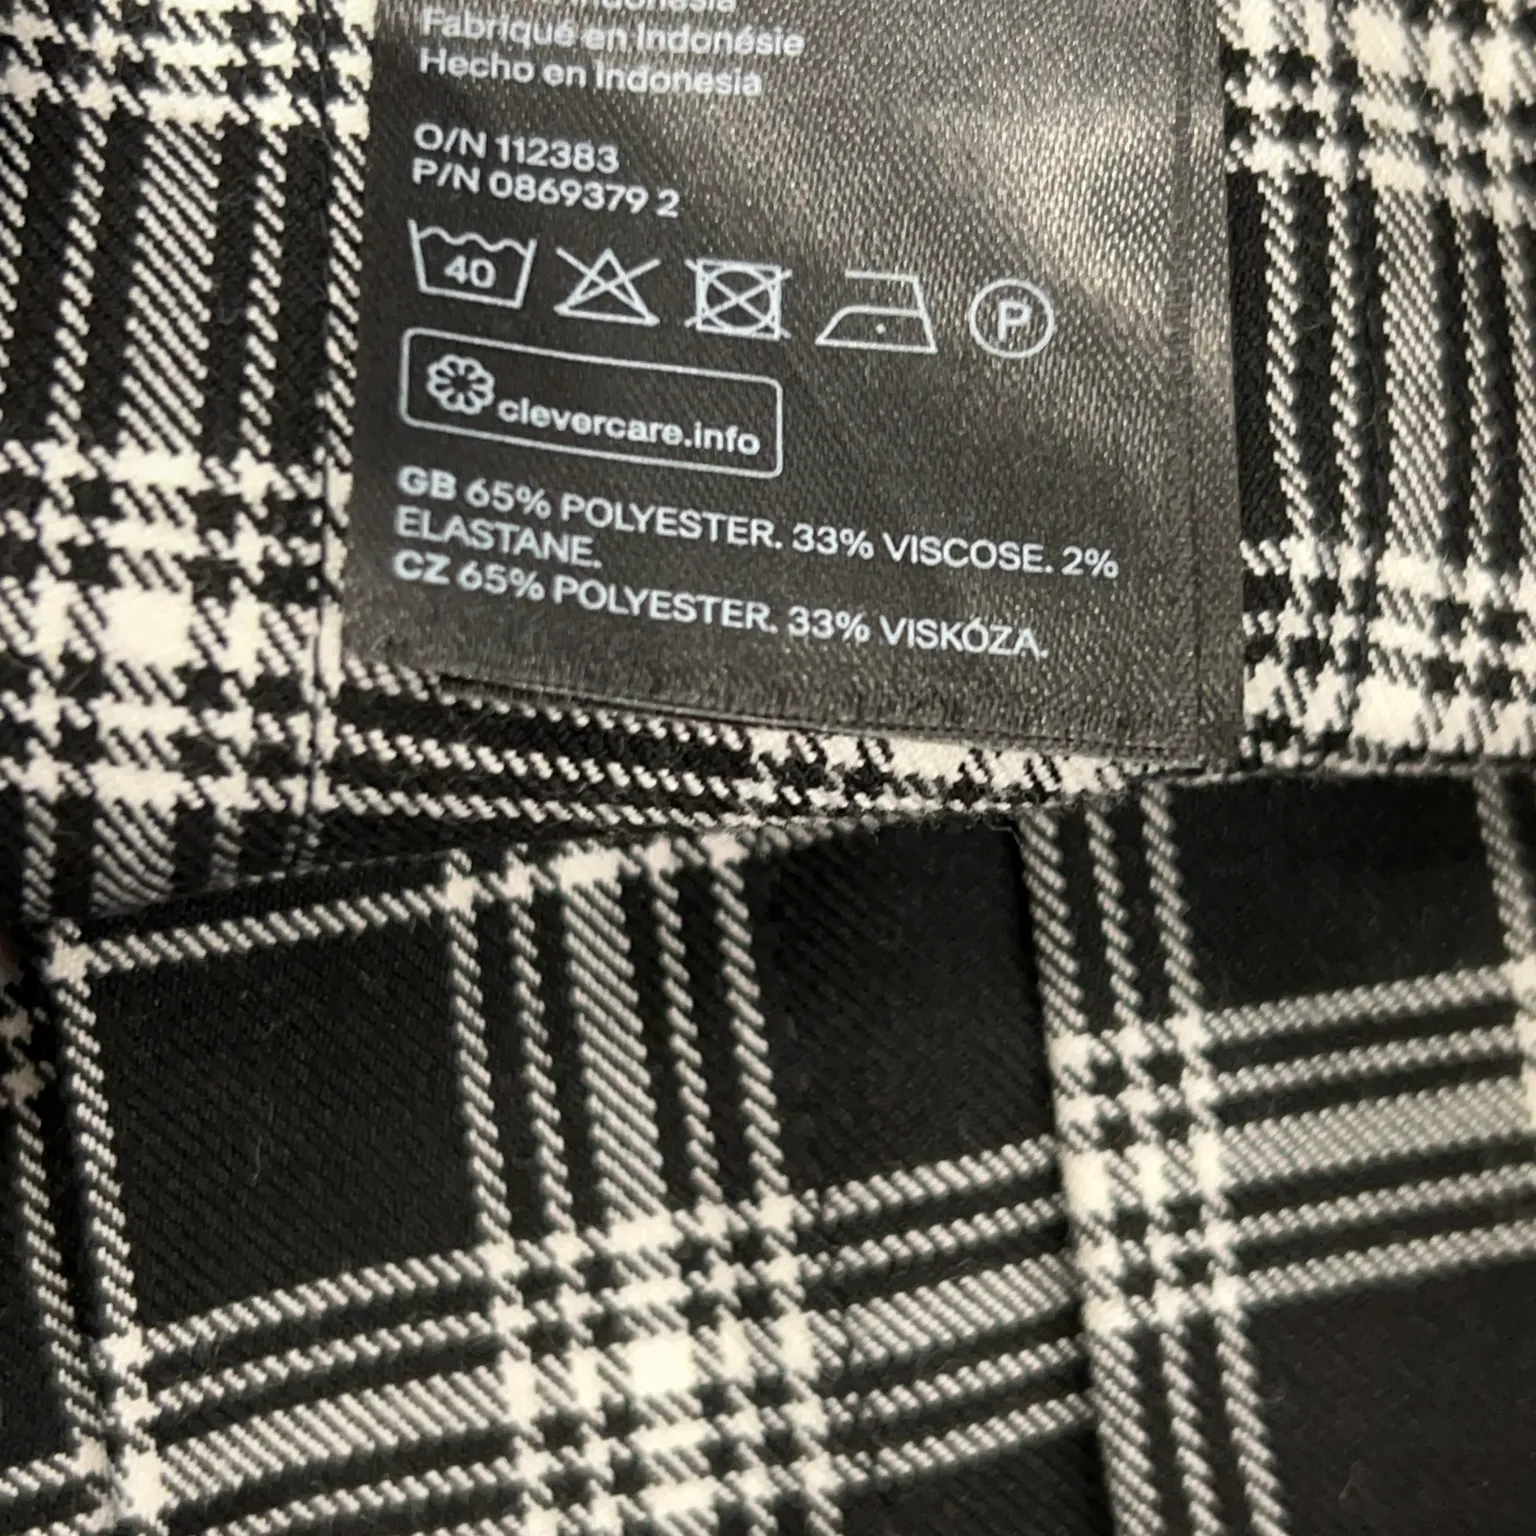 Indonesia
Fabriqué en Indonésie
Hecho en Indonesia
O/N 112383
P/N 0869379 2
40
P
clevercare.info
GB 65% POLYESTER. 33% VISCOSE. 2%
ELASTANE.
CZ 65% POLYESTER. 33% VISKÓZA.